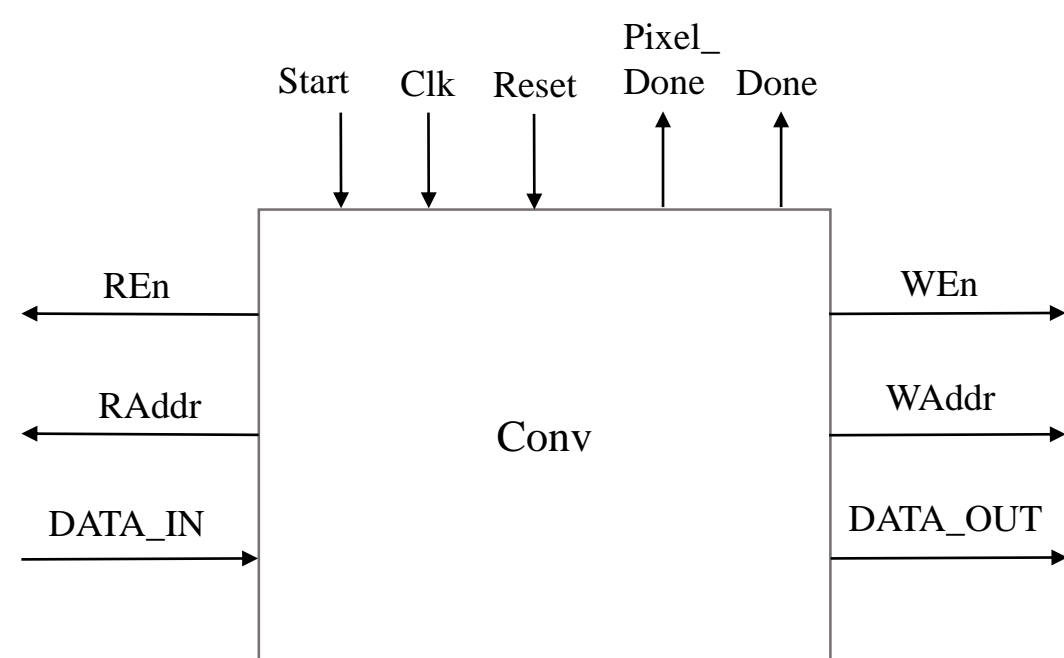 Start
Clk
Reset
Pixel_
Done
Done
REn
WEn
RAddr
WAddr
Conv
DATA_IN
DATA_OUT